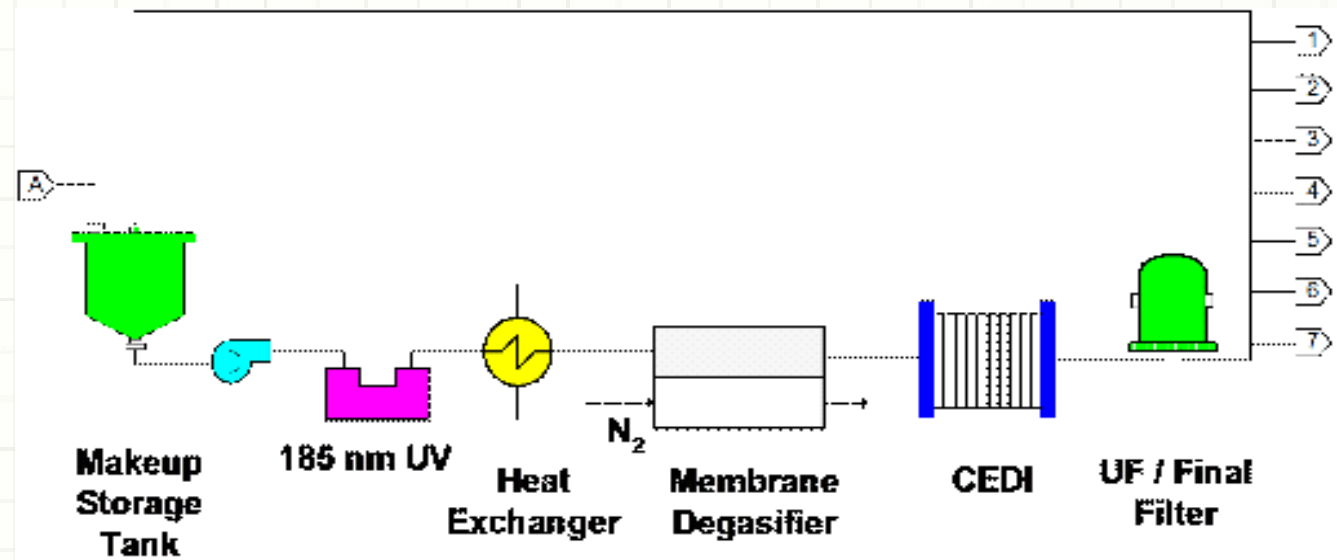 1
2
3
A
4
5
6
7
N2
Makeup
Storage
Tank
185 nm UV
Heat
Exchanger
Membrane
Degasifier
CEDI
UF / Final
Filter